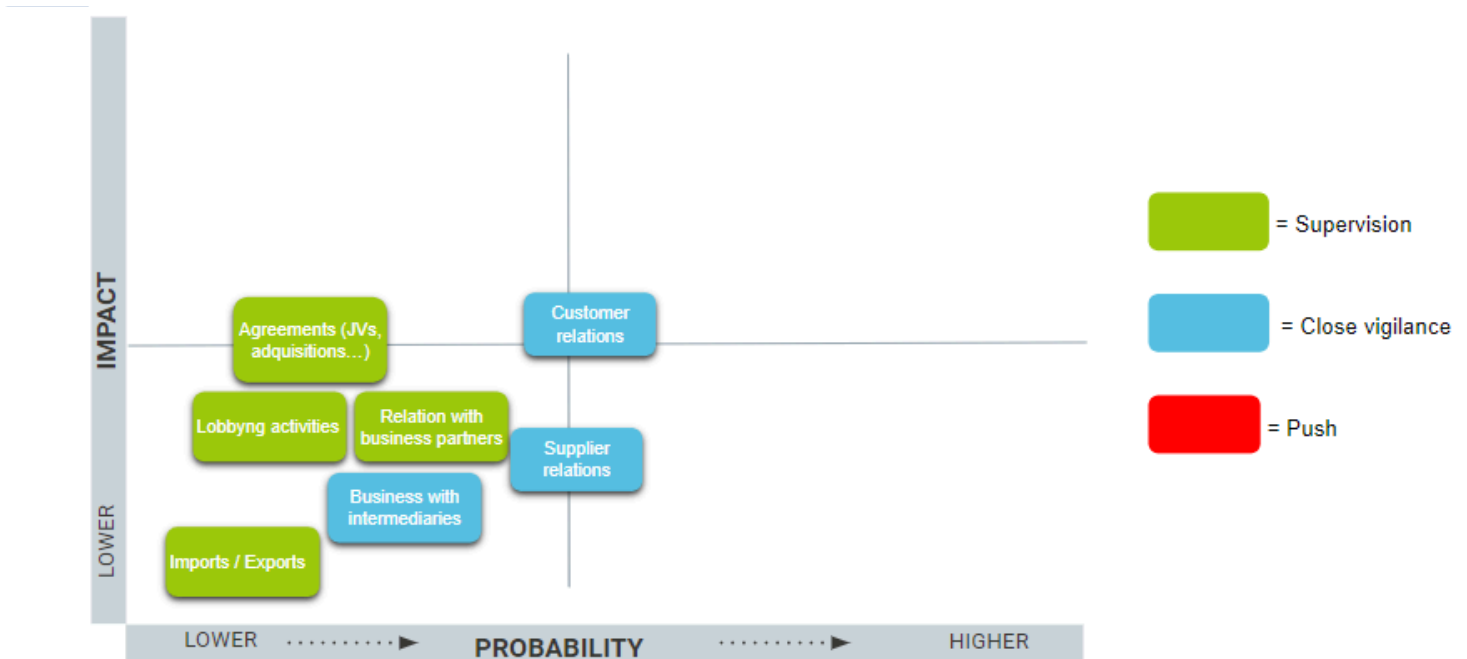 IMPACT
LOWER
Agreements (JVs,
adquisitions...)
Customer
relations
Lobbyng activities
Relation with
business partners
Supplier
relations
Business with
intermediaries
Imports / Exports
LOWER
PROBABILITY
HIGHER
= Supervision
= Close vigilance
= Push